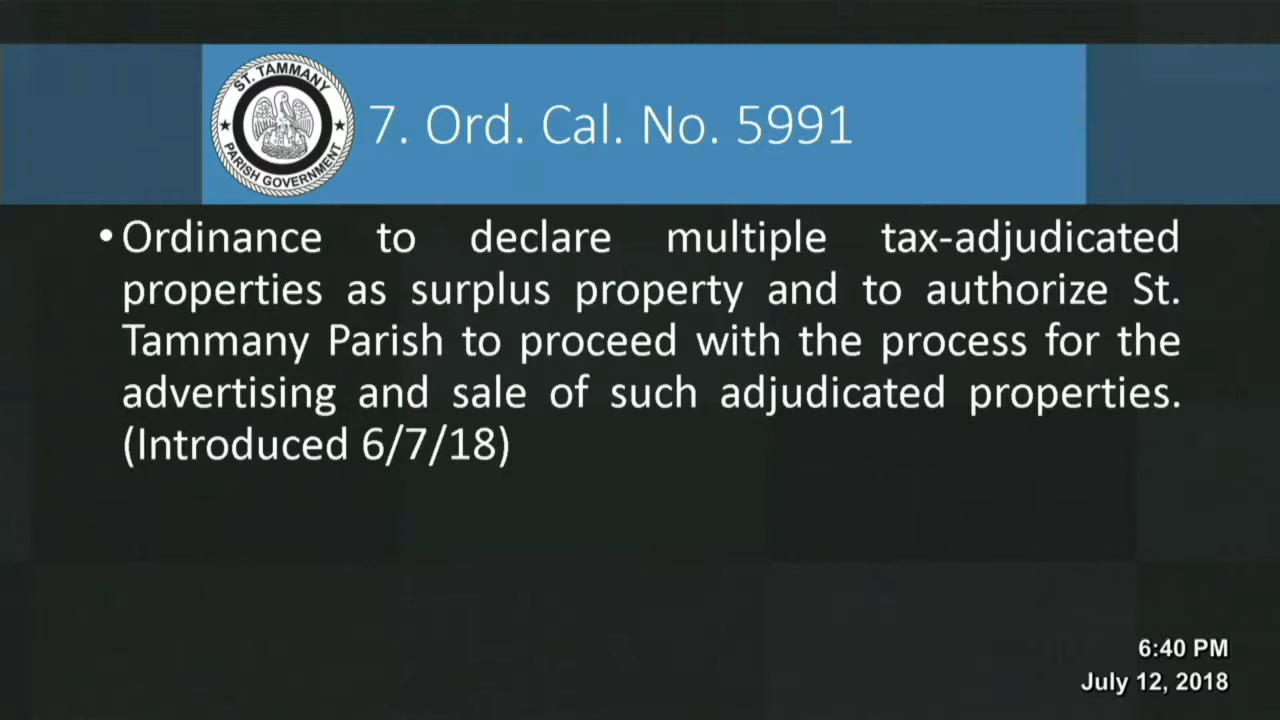 ST. TAMMANY
PARISH GOVERNMENT
7. Ord. Cal. No. 5991
• Ordinance to declare multiple tax-adjudicated
properties as surplus property and to authorize St.
Tammany Parish to proceed with the process for the
advertising and sale of such adjudicated properties.
(Introduced 6/7/18)
6:40 PM
July 12, 2018